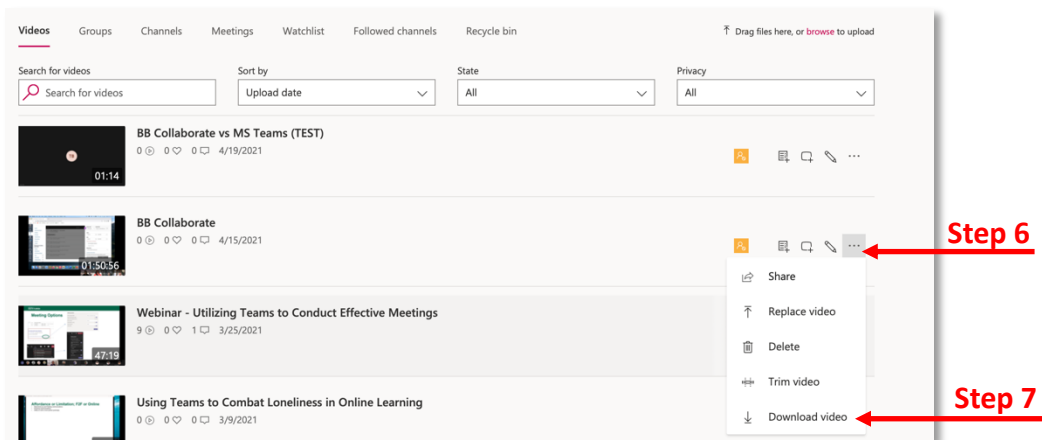 Videos Groups Channels Meetings Watchlist Followed channels Recycle bin Drag files here, or browse to upload
Search for videos Sort by State Privacy
Search for videos Upload date All All
BB Collaborate vs MS Teams (TEST)
0 0 0 4/19/2021
01:14
BB Collaborate
0 0 0 4/15/2021
Step 6
01:50:56
Share
Webinar - Utilizing Teams to Conduct Effective Meetings
Replace video
Meeting Options
9 0 1 3/25/2021
Delete
47:19
Trim video
Using Teams to Combat Loneliness in Online Learning
Step 7
Download video
0 0 0 3/9/2021